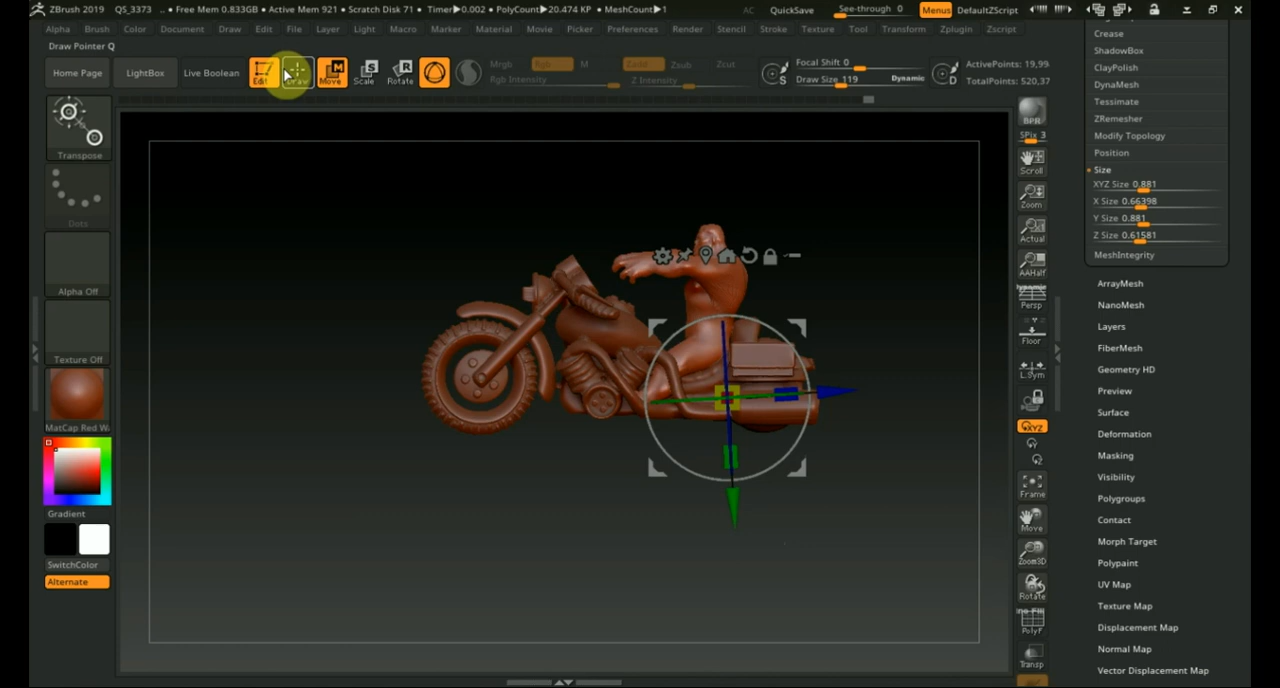 ZBrush 2019 QS_3373 .. • Free Mem 0.833GB • Active Mem 921 • Scratch Disk 71 • Timer▶0.002 • PolyCount▶20.474 KP • MeshCount▶1 AC QuickSave See-through 0 Menus DefaultZScript
Alpha Brush Color Document Draw Edit File Layer Light Macro Marker Material Movie Picker Preferences Render Stencil Stroke Texture Tool Transform Zplugin Zscript
Draw Pointer Q
Home Page LightBox Live Boolean Edit Draw Move Scale Rotate
Mrgb Rgb M Zadd Zsub Zcut
Rgb Intensity Z Intensity
S Focal Shift 0
Draw Size 119 Dynamic
D ActivePoints: 19,99
TotalPoints: 520,37
Transpose
Dots
Alpha Off
Texture Off
MatCap Red W
Gradient
SwitchColor
Alternate
BPR
SPix 3
Scroll
Zoom
Actual
AAHalf
Dynamic
Persp
Floor
L.Sym
XYZ
Frame
Move
Zoom3D
Rotate
PolyF
Transp
Crease
ShadowBox
ClayPolish
DynaMesh
Tessimate
ZRemesher
Modify Topology
Position
Size
XYZ Size 0.881
X Size 0.66398
Y Size 0.881
Z Size 0.61581
MeshIntegrity
ArrayMesh
NanoMesh
Layers
FiberMesh
Geometry HD
Preview
Surface
Deformation
Masking
Visibility
Polygroups
Contact
Morph Target
Polypaint
UV Map
Texture Map
Displacement Map
Normal Map
Vector Displacement Map